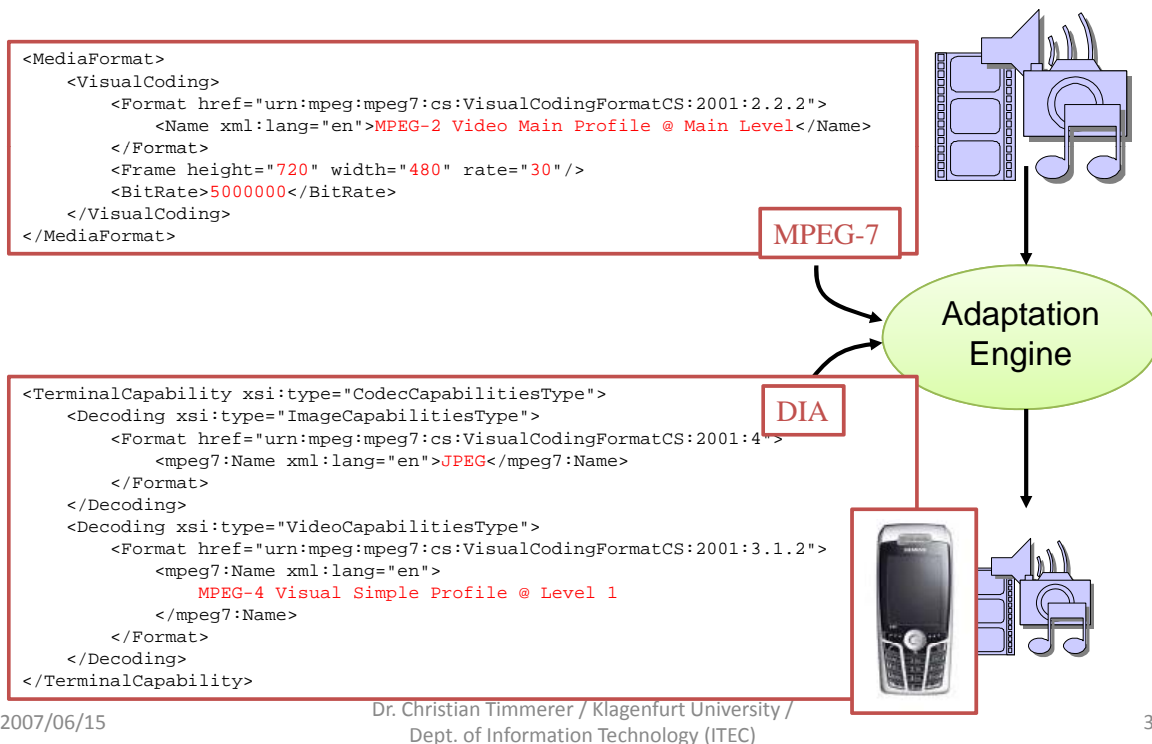 <MediaFormat>
<VisualCoding>
<Format href="urn:mpeg:mpeg7:cs:VisualCodingFormatCS:2001:2.2.2">
<Name xml:lang="en">MPEG-2 Video Main Profile @ Main Level</Name>
</Format>
<Frame height="720" width="480" rate="30"/>
<BitRate>5000000</BitRate>
</VisualCoding>
</MediaFormat>
MPEG-7
Adaptation
Engine
DIA
<TerminalCapability xsi:type="CodecCapabilitiesType">
<Decoding xsi:type="ImageCapabilitiesType">
<Format href="urn:mpeg:mpeg7:cs:VisualCodingFormatCS:2001:4">
<mpeg7:Name xml:lang="en">JPEG</mpeg7:Name>
</Format>
</Decoding>
<Decoding xsi:type="VideoCapabilitiesType">
<Format href="urn:mpeg:mpeg7:cs:VisualCodingFormatCS:2001:3.1.2">
<mpeg7:Name xml:lang="en">
MPEG-4 Visual Simple Profile @ Level 1
</mpeg7:Name>
</Format>
</Decoding>
</TerminalCapability>
SIEMENS
2007/06/15
Dr. Christian Timmerer / Klagenfurt University /
Dept. of Information Technology (ITEC)
3